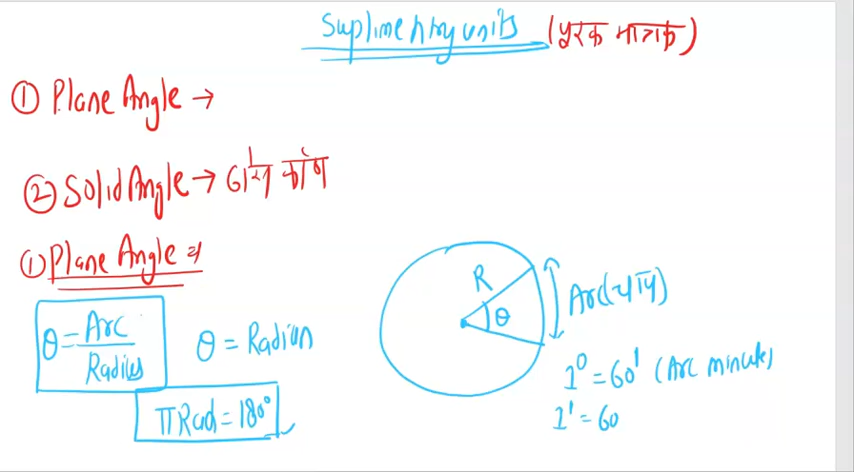 Suplimentry units (पुरक मात्रक)
① Plane Angle →
② Solid Angle → कोण
① Plane Angle ⇒
θ = Arc / Radius
θ = Radian
π Rad = 180°
R
θ
Arc (चाप)
1° = 60' (Arc minute)
1' = 60